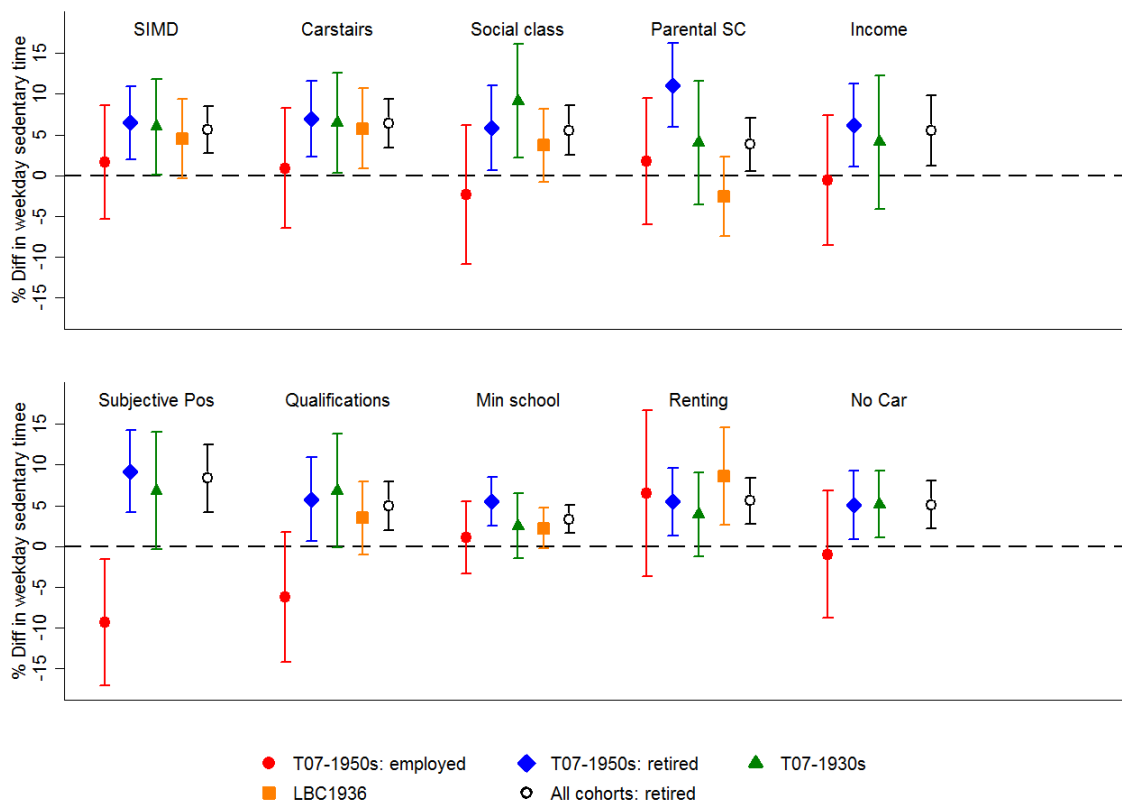 SIMD Carstairs Social class Parental SC Income
% Diff in weekday sedentary time
15
10
5
0
-5
-10
-15
Subjective Pos Qualifications Min school Renting No Car
% Diff in weekday sedentary timee
15
10
5
0
-5
-10
-15
T07-1950s: employed T07-1950s: retired T07-1930s
LBC1936 All cohorts: retired